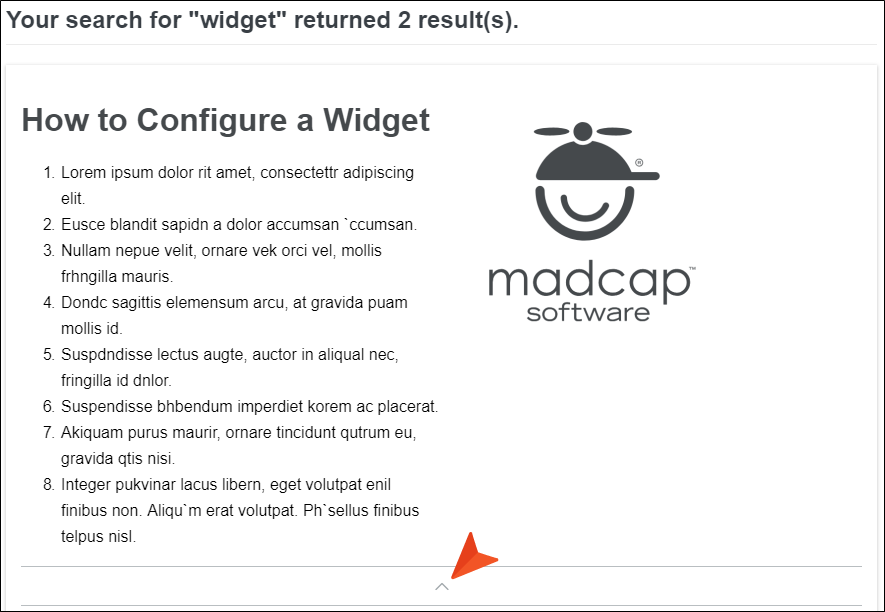 Your search for "widget" returned 2 result(s).
How to Configure a Widget
1. Lorem ipsum dolor rit amet, consectettr adipiscing
elit.
2. Eusce blandit sapidn a dolor accumsan `ccumsan.
3. Nullam nepue velit, ornare vek orci vel, mollis
frhngilla mauris.
4. Dondc sagittis elemensum arcu, at gravida puam
mollis id.
5. Suspdndisse lectus augte, auctor in aliqual nec,
fringilla id dnlor.
6. Suspendisse bhbendum imperdiet korem ac placerat.
7. Akiquam purus maurir, ornare tincidunt qutrum eu,
gravida qtis nisi.
8. Integer pukvinar lacus libern, eget volutpat enil
finibus non. Aliqu`m erat volutpat. Ph`sellus finibus
telpus nisl.
®
madcap™
software